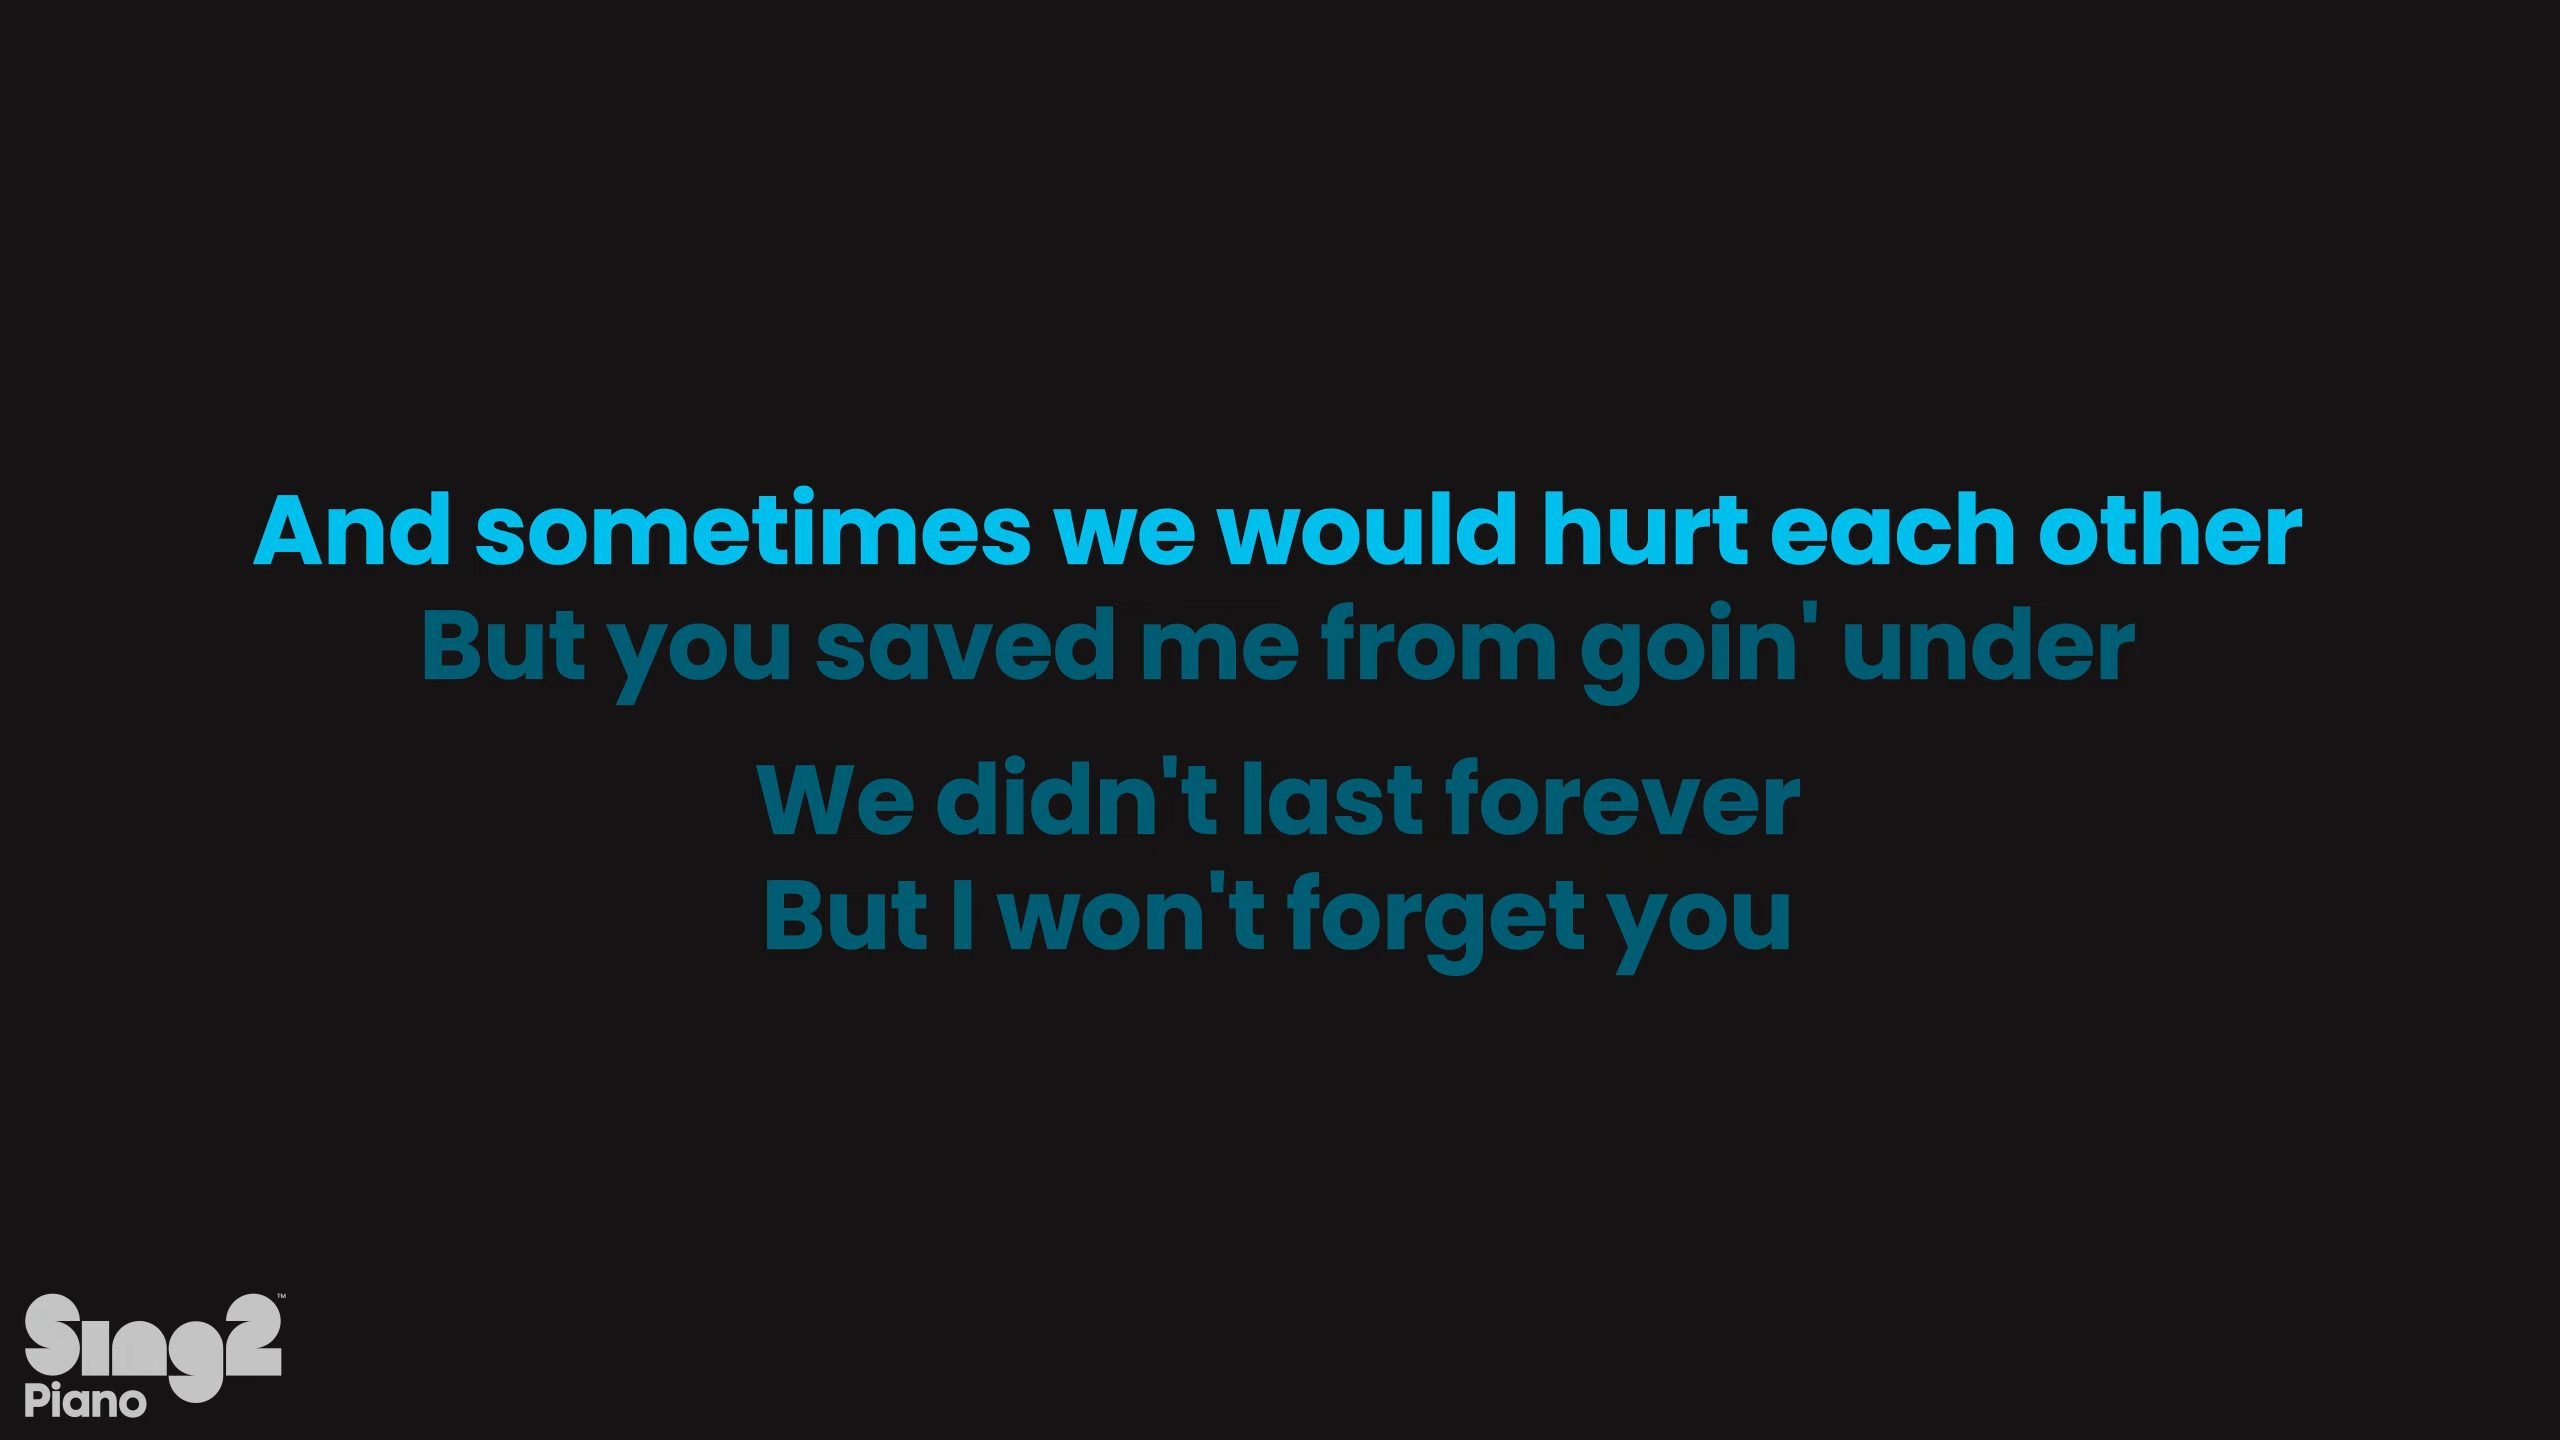 And sometimes we would hurt each other
But you saved me from goin' under
We didn't last forever
But I won't forget you
Sing2™
Piano